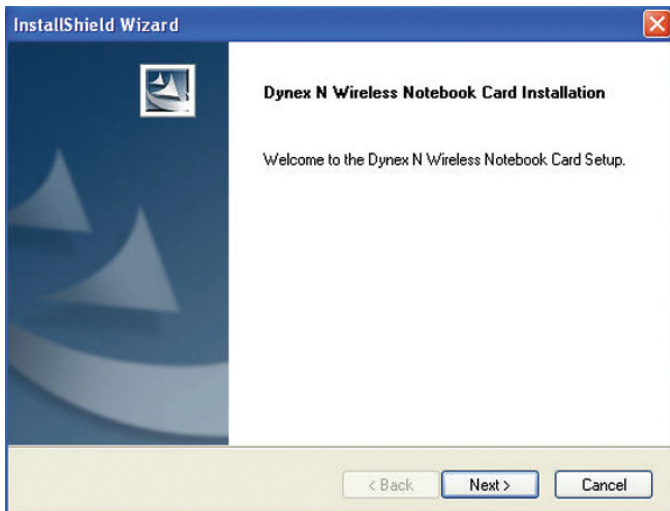 InstallShield Wizard
Dynex N Wireless Notebook Card Installation
Welcome to the Dynex N Wireless Notebook Card Setup.
< Back
Next >
Cancel